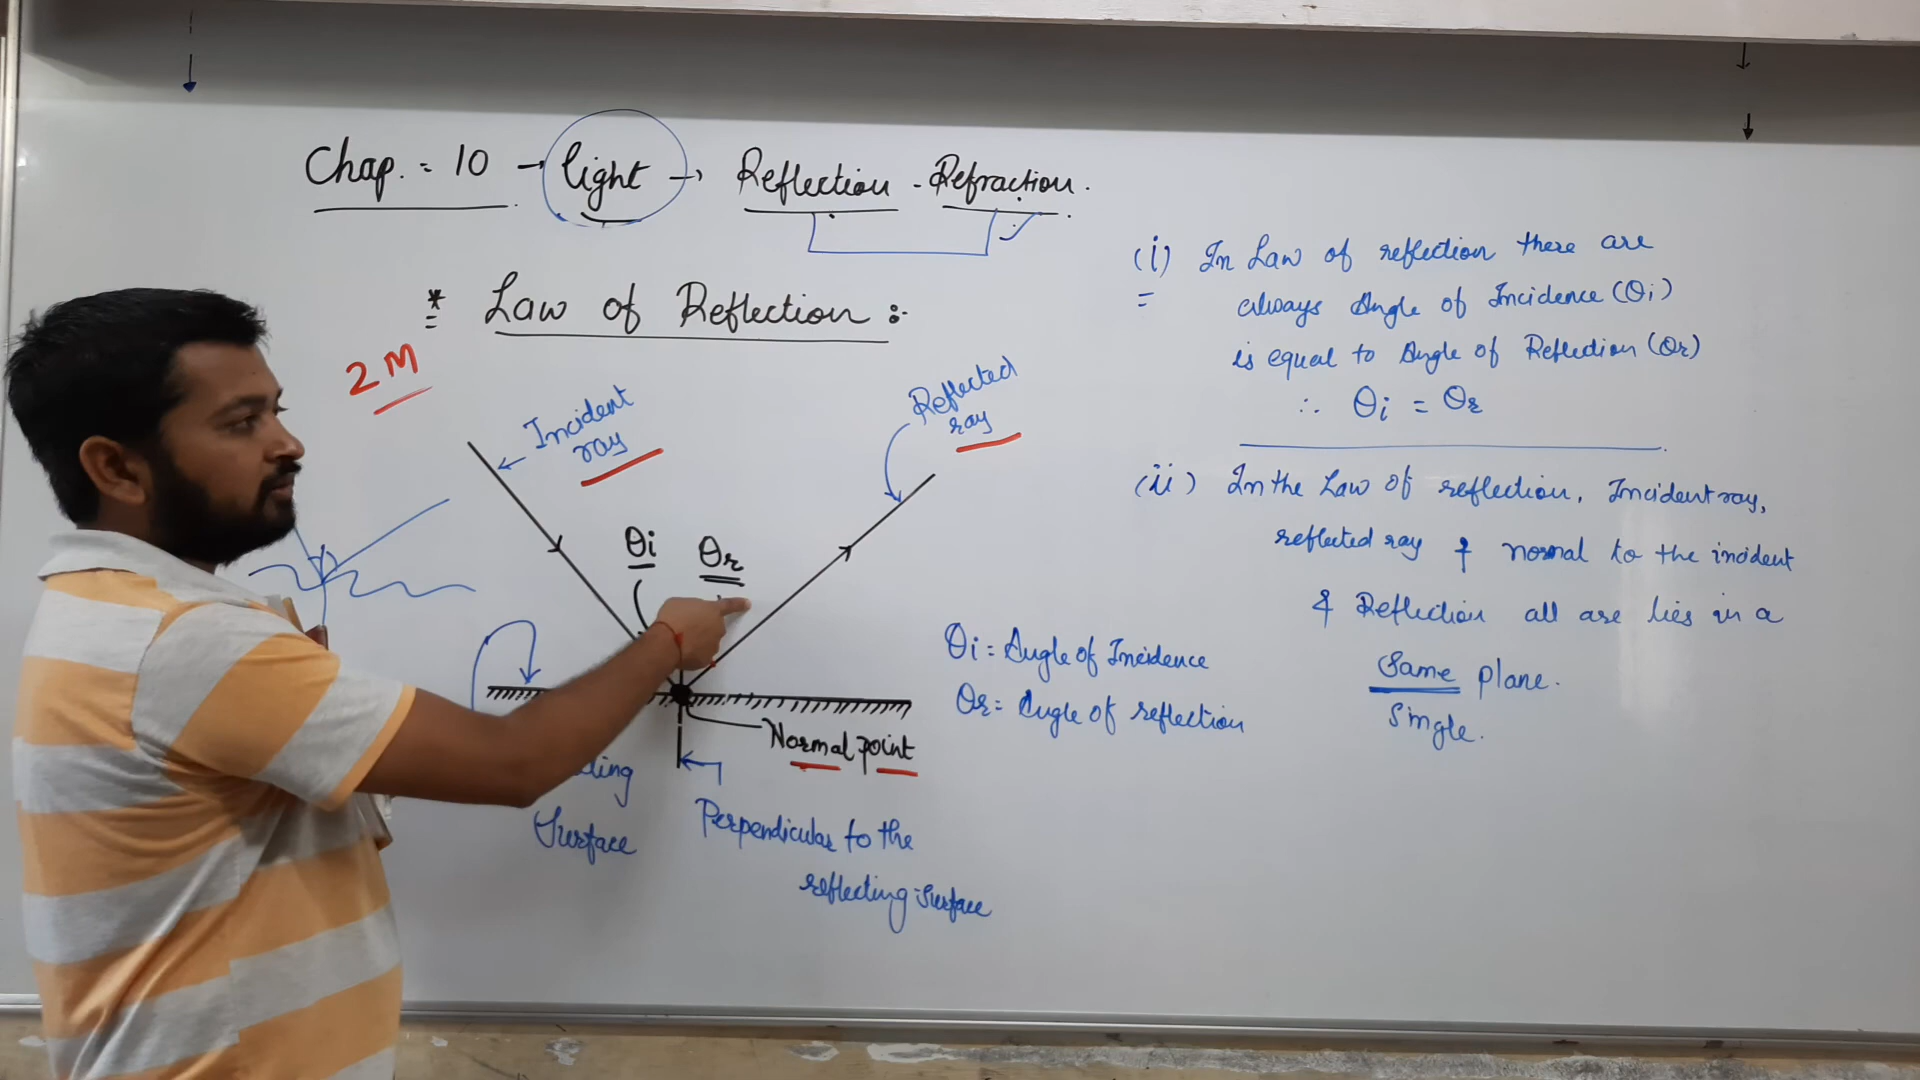 Chap. = 10 → light → Reflection - Refraction.
* Law of Reflection :-
2 M
Incident
ray
Reflected
ray
θi
θr
Normal point
Surface
Perpendicular to the
reflecting surface
θi = Angle of Incidence
θr = Angle of reflection
(i) In Law of reflection there are
always Angle of Incidence (θi)
is equal to Angle of Reflection (θr)
∴ θi = θr
(ii) In the Law of reflection, Incident ray,
reflected ray & normal to the incident
& Reflection all are lies in a
Same plane.
Single.